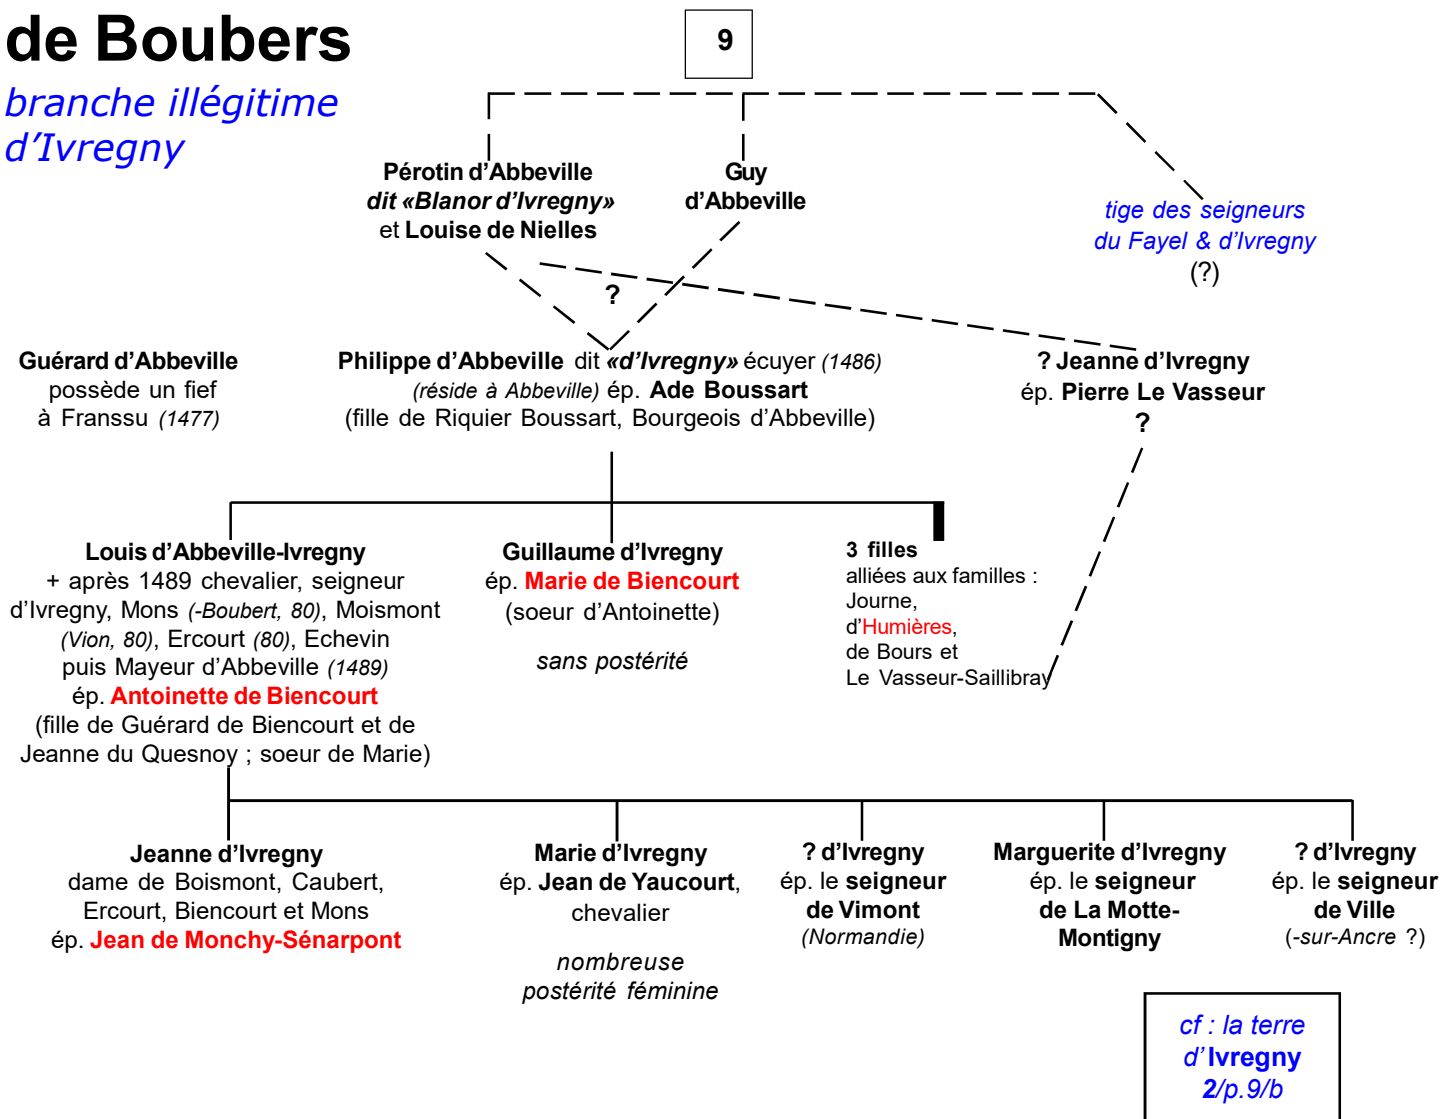 de Boubers
branche illégitime
d'Ivregny
9
Pérotin d'Abbeville
dit «Blanor d'Ivregny»
et Louise de Nielles
Guy
d'Abbeville
tige des seigneurs
du Fayel & d'Ivregny
(?)
?
Guérard d'Abbeville
possède un fief
à Franssu (1477)
Philippe d'Abbeville dit «d'Ivregny» écuyer (1486)
(réside à Abbeville) ép. Ade Boussart
(fille de Riquier Boussart, Bourgeois d'Abbeville)
? Jeanne d'Ivregny
ép. Pierre Le Vasseur
?
Louis d'Abbeville-Ivregny
+ après 1489 chevalier, seigneur
d'Ivregny, Mons (-Boubert, 80), Moismont
(Vion, 80), Ercourt (80), Echevin
puis Mayeur d'Abbeville (1489)
ép. Antoinette de Biencourt
(fille de Guérard de Biencourt et de
Jeanne du Quesnoy ; soeur de Marie)
Guillaume d'Ivregny
ép. Marie de Biencourt
(soeur d'Antoinette)
sans postérité
3 filles
alliées aux familles :
Journe,
d'Humières,
de Bours et
Le Vasseur-Saillibray
Jeanne d'Ivregny
dame de Boismont, Caubert,
Ercourt, Biencourt et Mons
ép. Jean de Monchy-Sénarpont
Marie d'Ivregny
ép. Jean de Yaucourt,
chevalier
nombreuse
postérité féminine
? d'Ivregny
ép. le seigneur
de Vimont
(Normandie)
Marguerite d'Ivregny
ép. le seigneur
de La Motte-
Montigny
? d'Ivregny
ép. le seigneur
de Ville
(-sur-Ancre ?)
cf : la terre
d'Ivregny
2/p.9/b